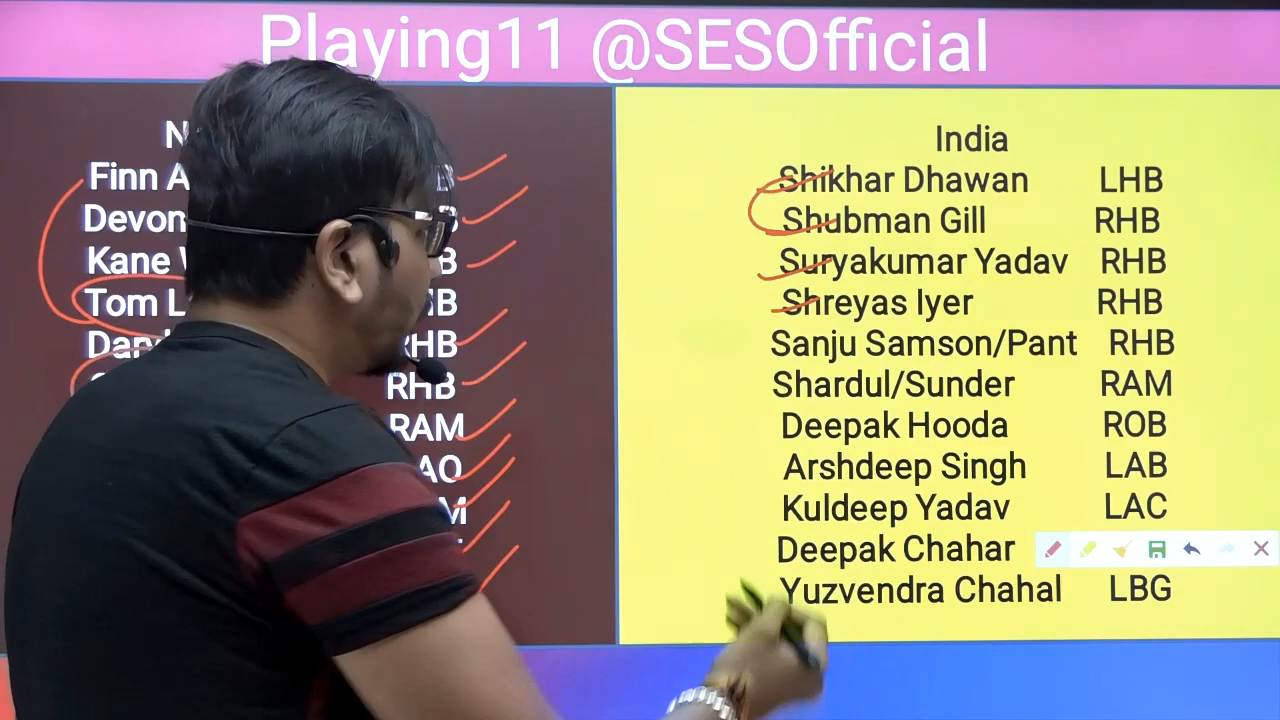 Playing11 @SESOfficial
Finn
Devon
Kane
Tom
RHB
RHB
RAM
India
Shikhar Dhawan LHB
Shubman Gill RHB
Suryakumar Yadav RHB
Shreyas Iyer RHB
Sanju Samson/Pant RHB
Shardul/Sunder RAM
Deepak Hooda ROB
Arshdeep Singh LAB
Kuldeep Yadav LAC
Deepak Chahar
Yuzvendra Chahal LBG